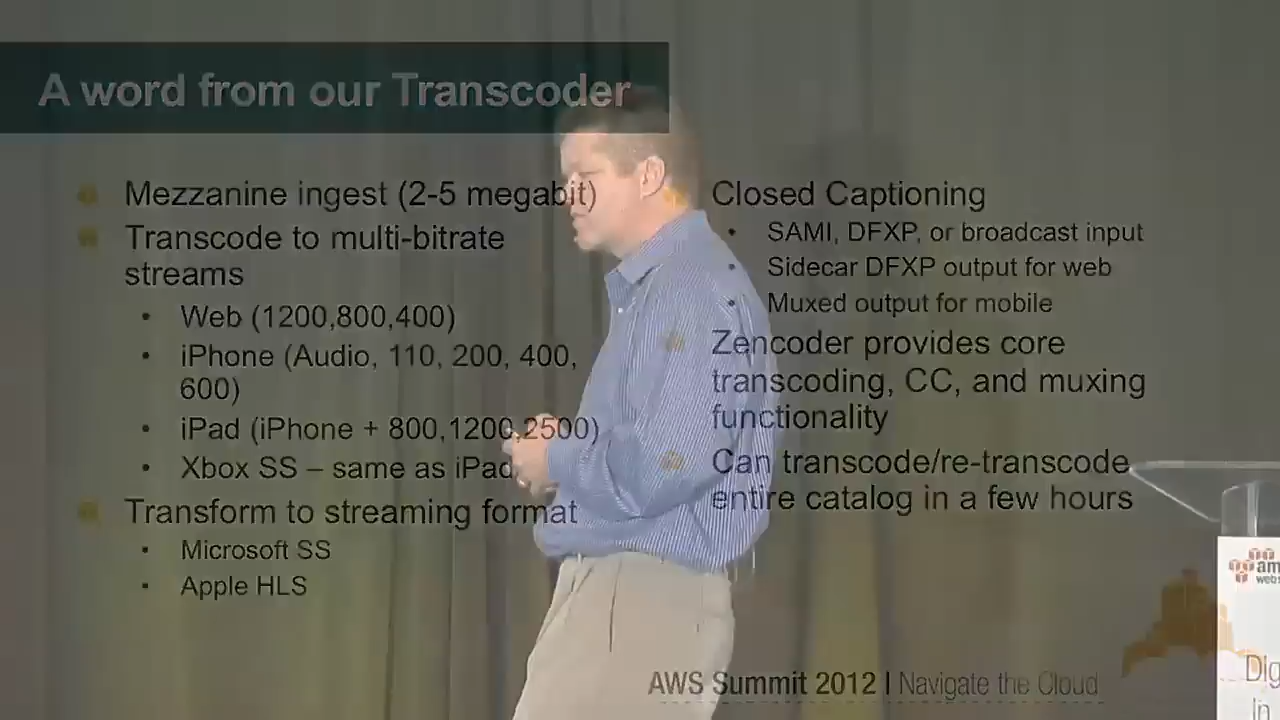 A word from our Transcoder
Mezzanine ingest (2-5 megabit)
Transcode to multi-bitrate
streams
• Web (1200,800,400)
• iPhone (Audio, 110, 200, 400,
600)
• iPad (iPhone + 800,1200,2500)
• Xbox SS – same as iPad
Transform to streaming format
• Microsoft SS
• Apple HLS
Closed Captioning
• SAMI, DFXP, or broadcast input
• Sidecar DFXP output for web
• Muxed output for mobile
Zencoder provides core
transcoding, CC, and muxing
functionality
Can transcode/re-transcode
entire catalog in a few hours
AWS Summit 2012 | Navigate the Cloud
am
webs
Dig
in